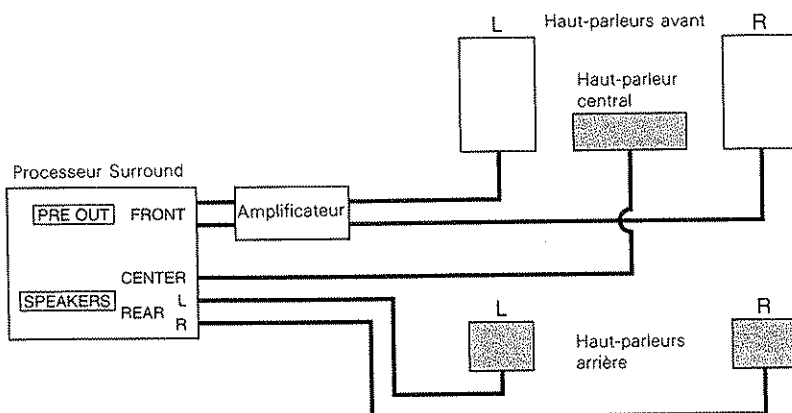 L
Haut-parleurs avant
R
Haut-parleur
central
Processeur Surround
PRE OUT
FRONT
Amplificateur
CENTER
SPEAKERS
REAR
L
R
L
R
Haut-parleurs
arrière